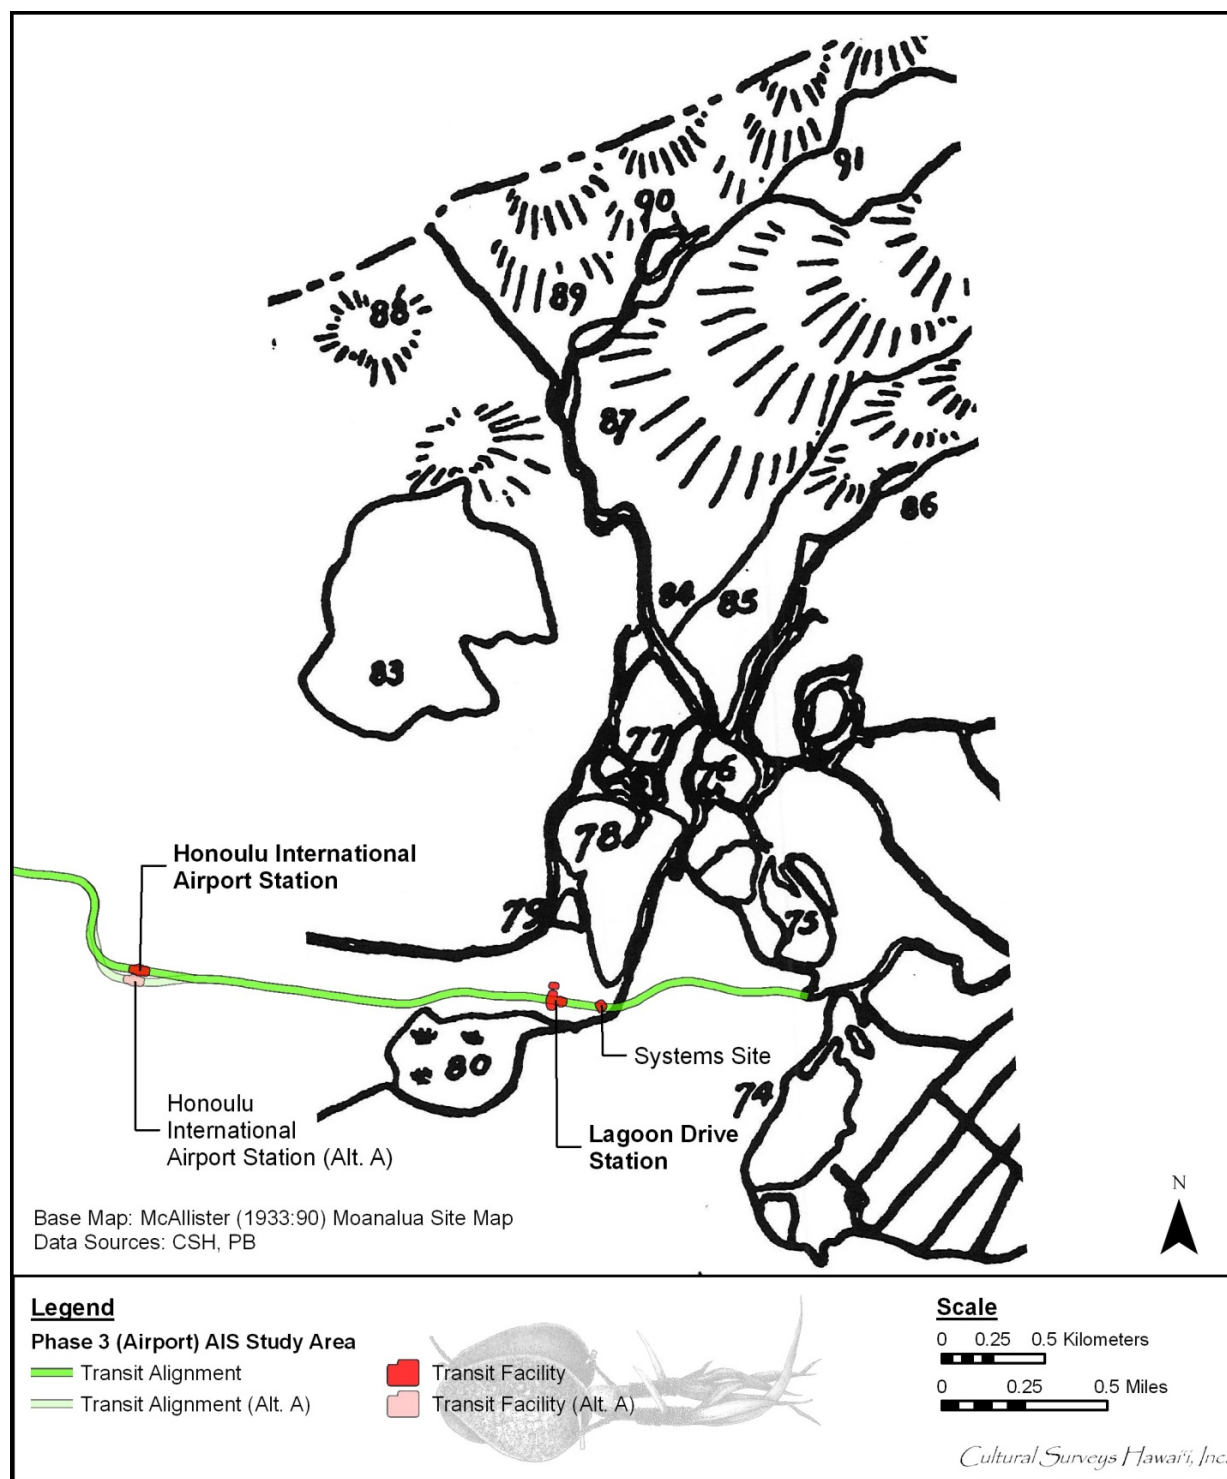 91
90
89
88
87
86
84
85
83
77
76
78
79
75
Honoulu International
Airport Station
80
Systems Site
74
Honoulu
International
Airport Station (Alt. A)
Lagoon Drive
Station
N
Base Map: McAllister (1933:90) Moanalua Site Map
Data Sources: CSH, PB
Legend
Phase 3 (Airport) AIS Study Area
Transit Alignment
Transit Alignment (Alt. A)
Transit Facility
Transit Facility (Alt. A)
Scale
0 0.25 0.5 Kilometers
0 0.25 0.5 Miles
Cultural Surveys Hawaiʻi, Inc.